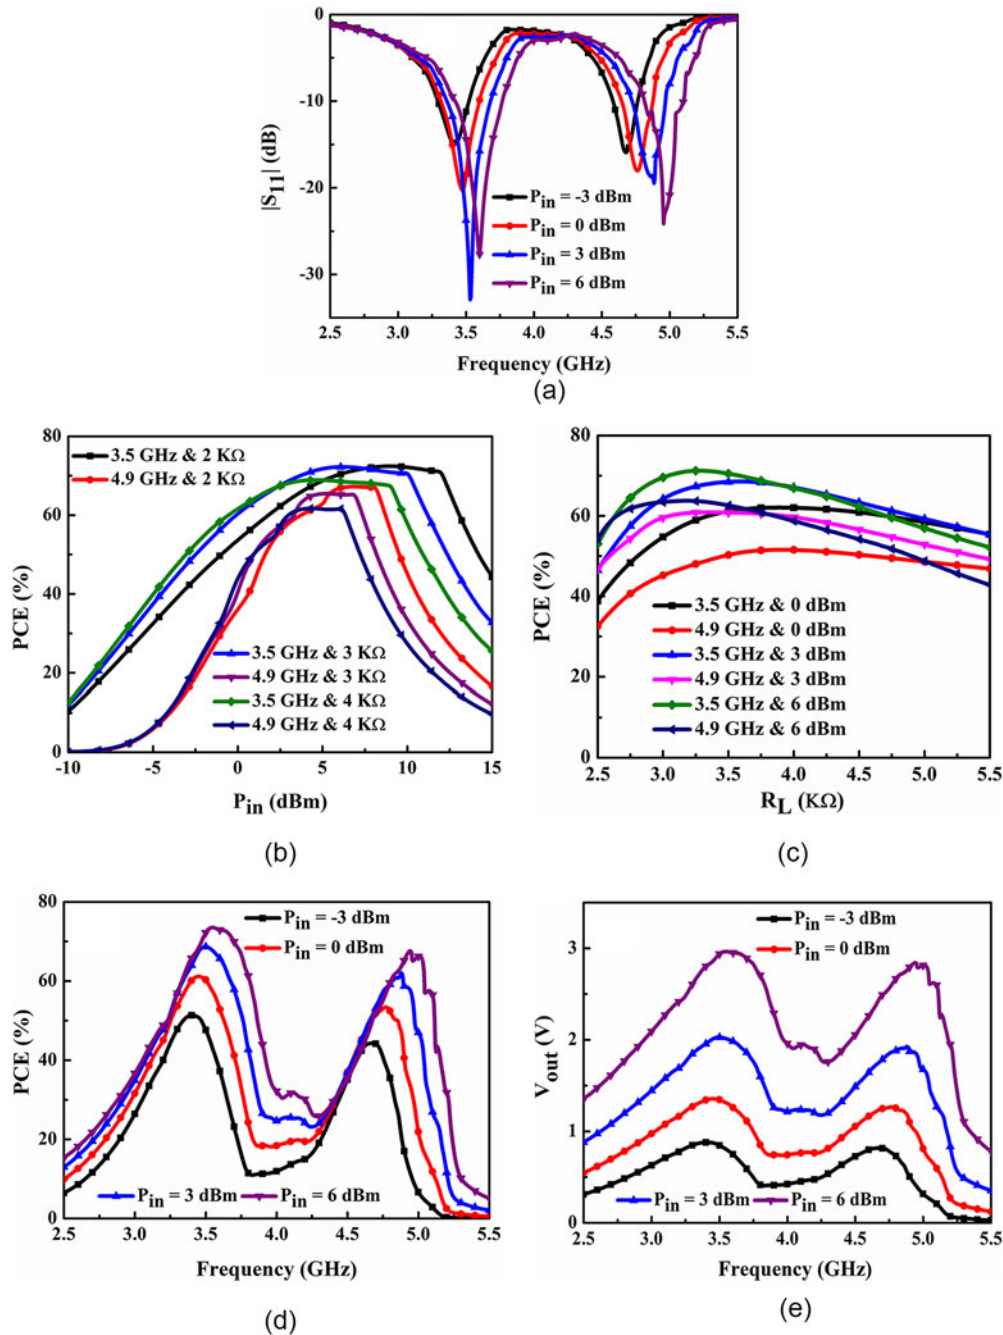 0
-10
-20
-30
|S11| (dB)
Pin = -3 dBm
Pin = 0 dBm
Pin = 3 dBm
Pin = 6 dBm
2.5 3.0 3.5 4.0 4.5 5.0 5.5
Frequency (GHz)
(a)
80
60
40
20
0
PCE (%)
3.5 GHz & 2 KΩ
4.9 GHz & 2 KΩ
3.5 GHz & 3 KΩ
4.9 GHz & 3 KΩ
3.5 GHz & 4 KΩ
4.9 GHz & 4 KΩ
-10 -5 0 5 10 15
Pin (dBm)
(b)
80
60
40
20
0
PCE (%)
3.5 GHz & 0 dBm
4.9 GHz & 0 dBm
3.5 GHz & 3 dBm
4.9 GHz & 3 dBm
3.5 GHz & 6 dBm
4.9 GHz & 6 dBm
2.5 3.0 3.5 4.0 4.5 5.0 5.5
RL (KΩ)
(c)
80
60
40
20
0
PCE (%)
Pin = -3 dBm
Pin = 0 dBm
Pin = 3 dBm
Pin = 6 dBm
2.5 3.0 3.5 4.0 4.5 5.0 5.5
Frequency (GHz)
(d)
3
2
1
0
Vout (V)
Pin = -3 dBm
Pin = 0 dBm
Pin = 3 dBm
Pin = 6 dBm
2.5 3.0 3.5 4.0 4.5 5.0 5.5
Frequency (GHz)
(e)